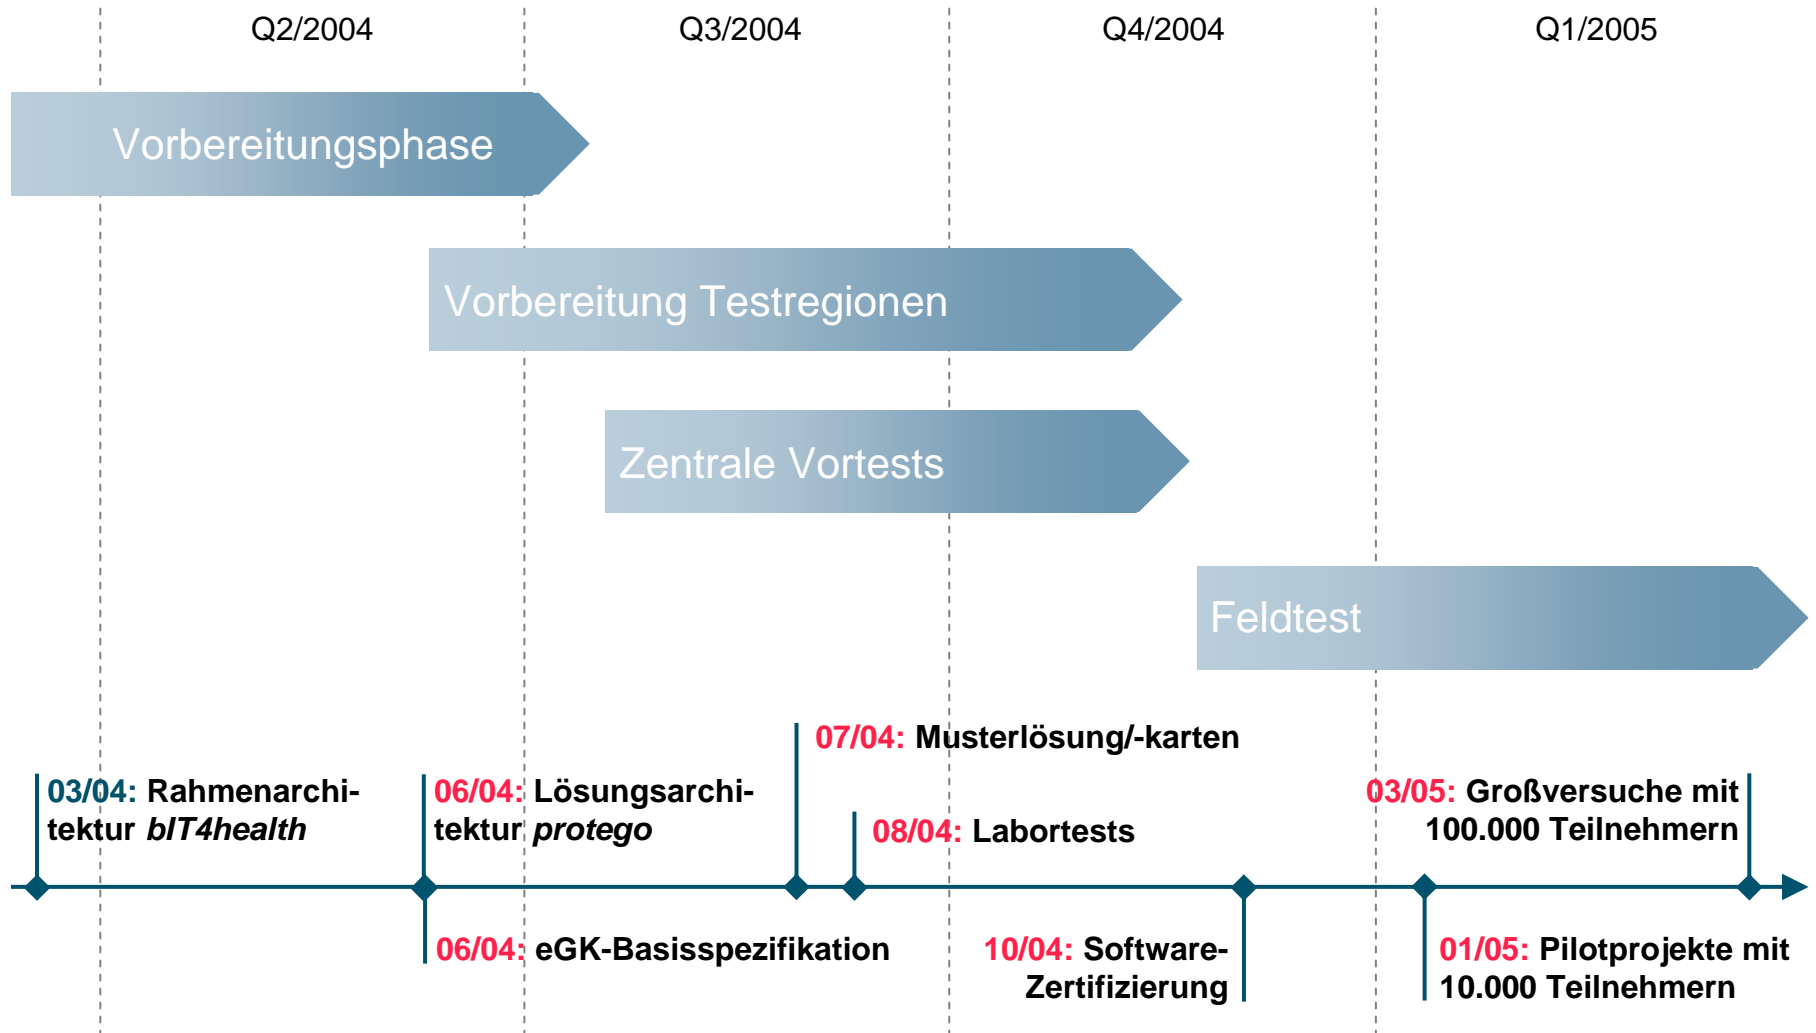 Q2/2004
Q3/2004
Q4/2004
Q1/2005
Vorbereitungsphase
Vorbereitung Testregionen
Zentrale Vortests
Feldtest
07/04: Musterlösung/-karten
03/04: Rahmenarchi-
tektur bIT4health
06/04: Lösungsarchi-
tektur protego
08/04: Labortests
03/05: Großversuche mit
100.000 Teilnehmern
06/04: eGK-Basisspezifikation
10/04: Software-
Zertifizierung
01/05: Pilotprojekte mit
10.000 Teilnehmern